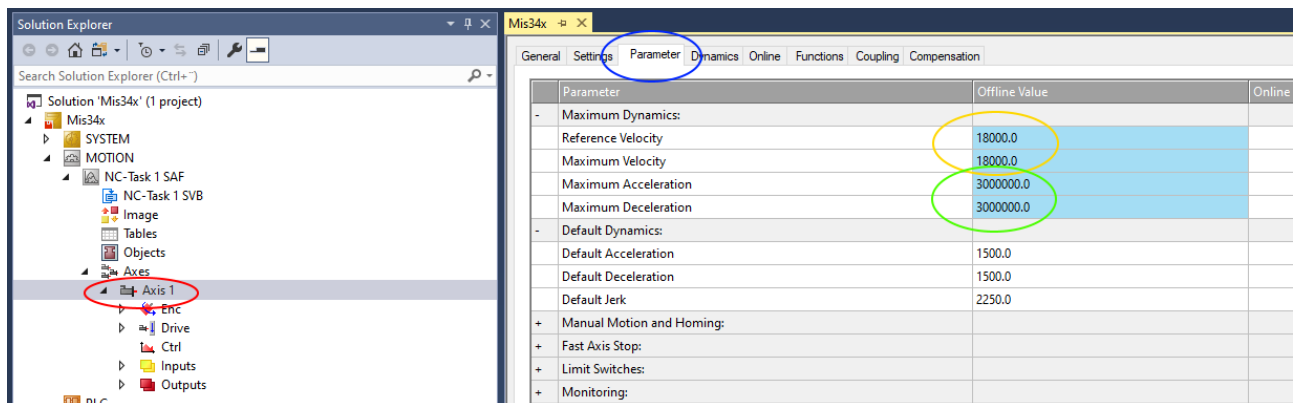 Solution Explorer
Search Solution Explorer (Ctrl+¨)
Solution 'Mis34x' (1 project)
Mis34x
SYSTEM
MOTION
NC-Task 1 SAF
NC-Task 1 SVB
Image
Tables
Objects
Axes
Axis 1
Enc
Drive
Ctrl
Inputs
Outputs
Mis34x
General Settings Parameter Dynamics Online Functions Coupling Compensation
Parameter Offline Value Online
- Maximum Dynamics:
Reference Velocity 18000.0
Maximum Velocity 18000.0
Maximum Acceleration 3000000.0
Maximum Deceleration 3000000.0
- Default Dynamics:
Default Acceleration 1500.0
Default Deceleration 1500.0
Default Jerk 2250.0
+ Manual Motion and Homing:
+ Fast Axis Stop:
+ Limit Switches:
+ Monitoring: